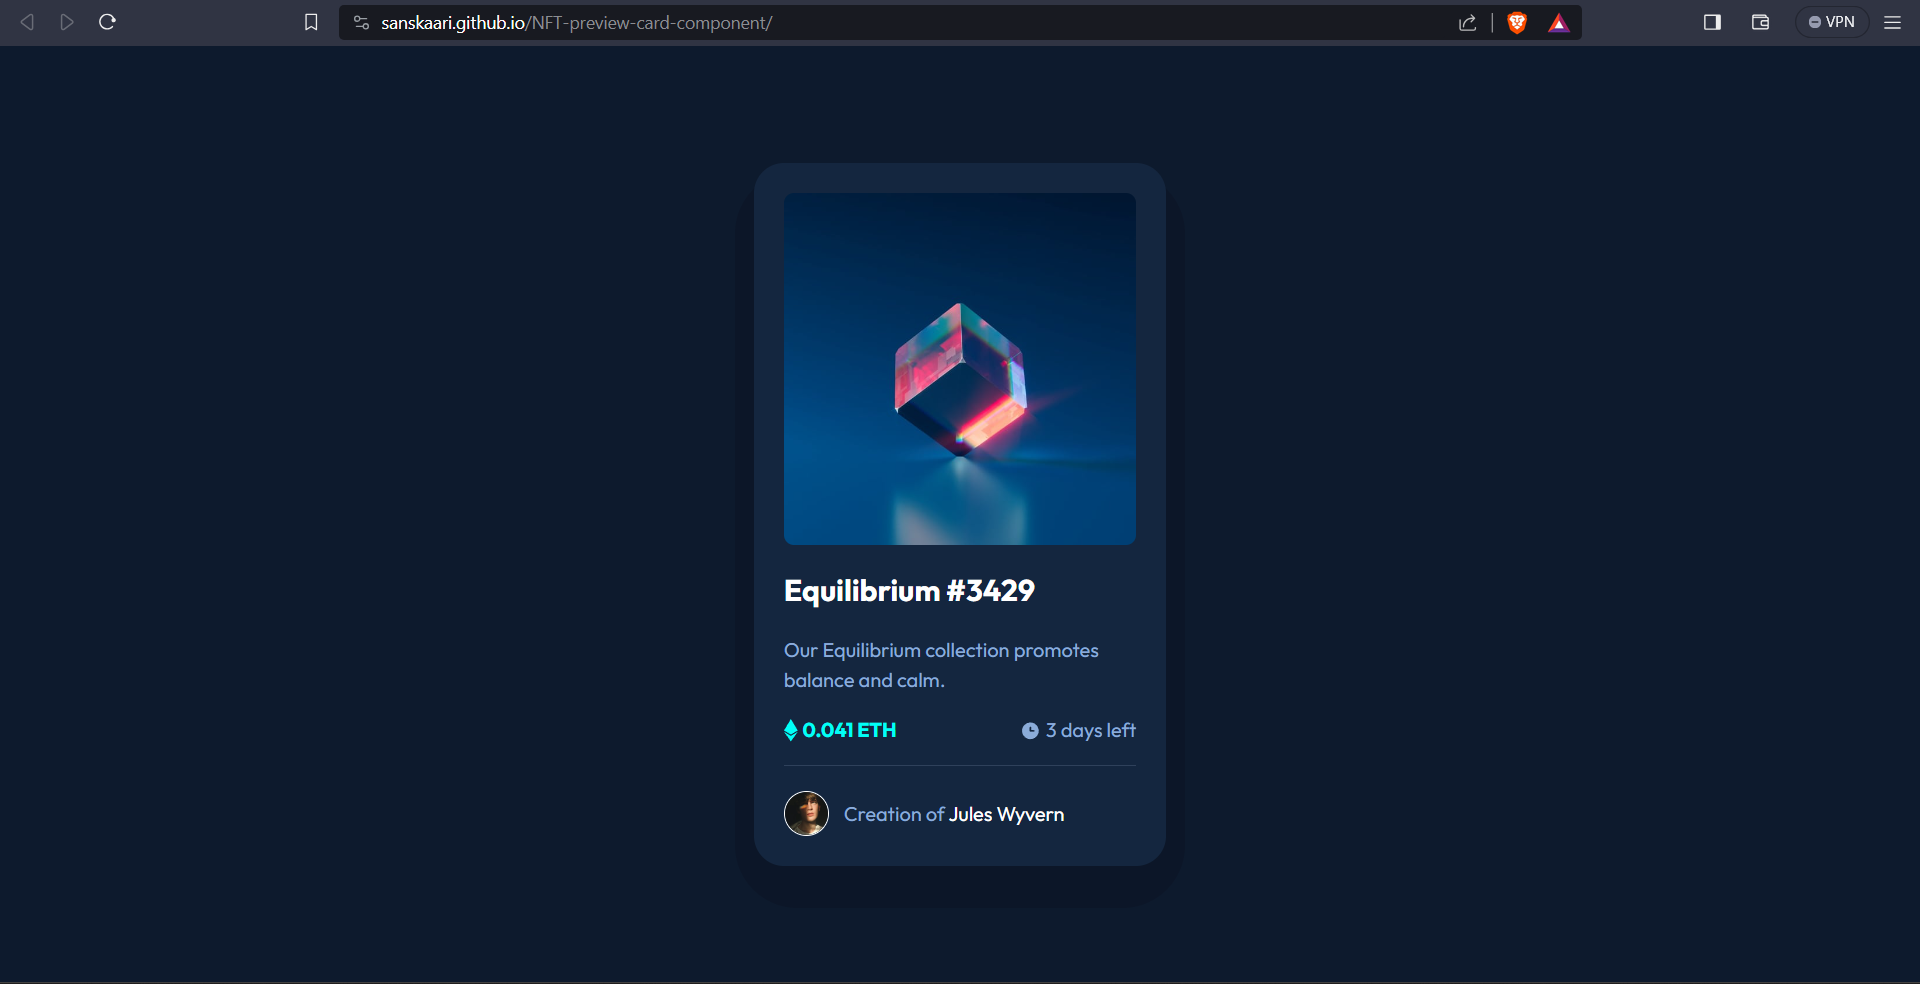 sanskaari.github.io/NFT-preview-card-component/
VPN
Equilibrium #3429
Our Equilibrium collection promotes
balance and calm.
0.041 ETH
3 days left
Creation of Jules Wyvern